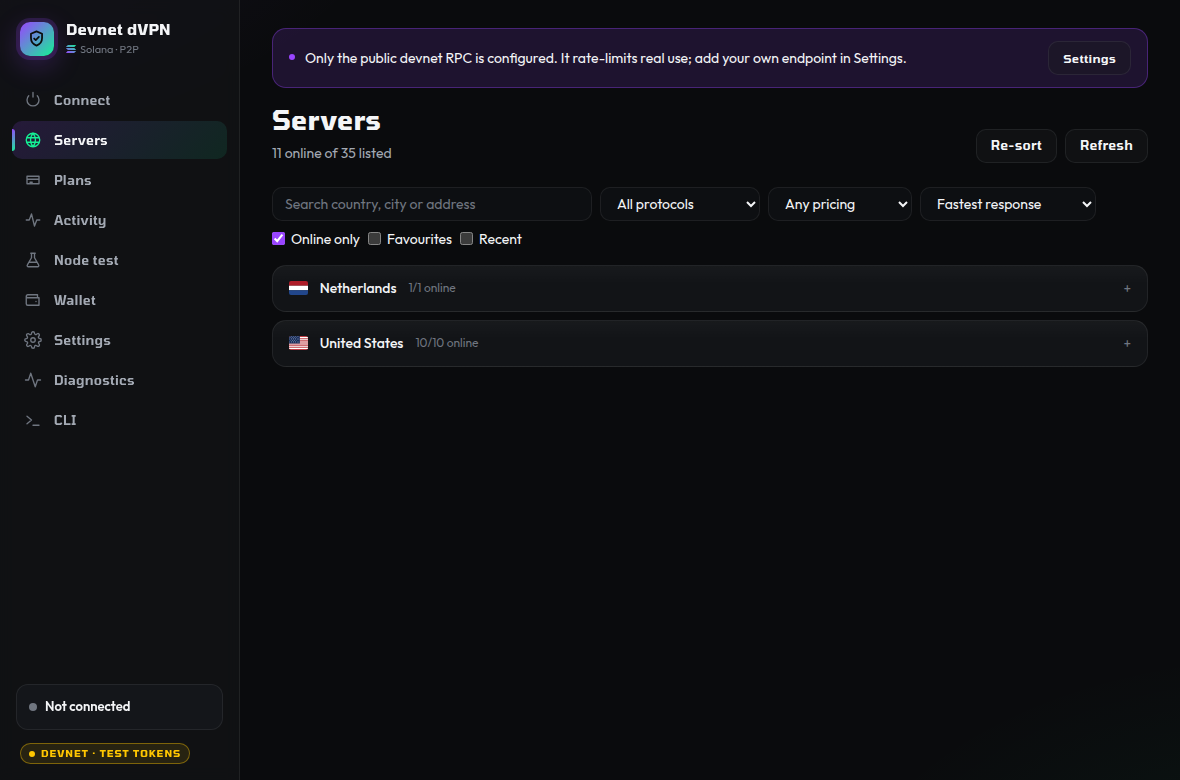 Devnet dVPN
Solana · P2P
Connect
Servers
Plans
Activity
Node test
Wallet
Settings
Diagnostics
CLI
Not connected
DEVNET · TEST TOKENS
Only the public devnet RPC is configured. It rate-limits real use; add your own endpoint in Settings.
Settings
Servers
11 online of 35 listed
Re-sort
Refresh
Search country, city or address
All protocols
Any pricing
Fastest response
Online only
Favourites
Recent
Netherlands 1/1 online +
United States 10/10 online +